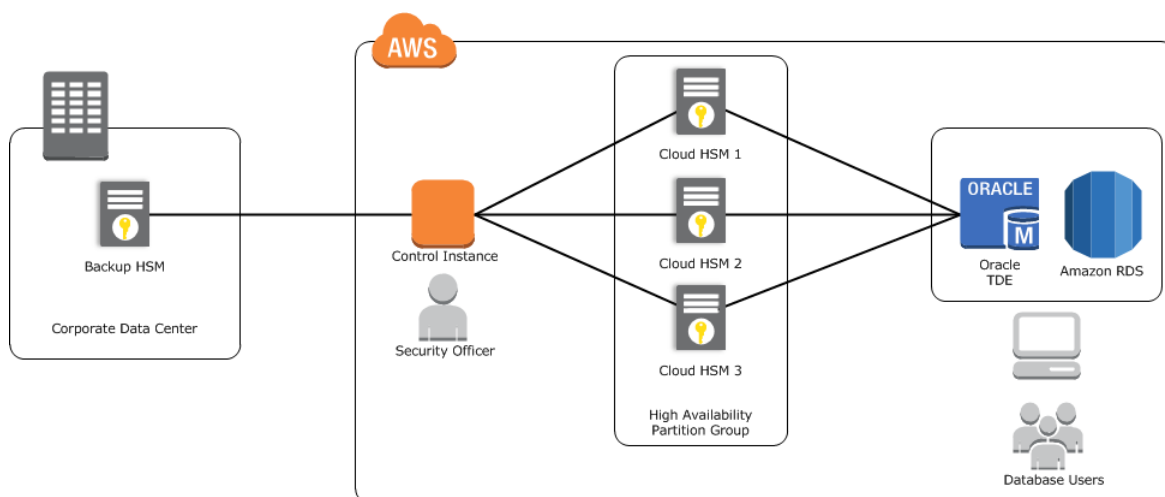 AWS
Cloud HSM 1
ORACLE
M
Backup HSM
Control Instance
Cloud HSM 2
Oracle
TDE
Amazon RDS
Corporate Data Center
Security Officer
Cloud HSM 3
High Availability
Partition Group
Database Users